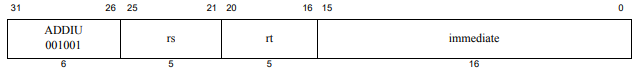 31 26 25 21 20 16 15 0
ADDIU
001001 rs rt immediate
6 5 5 16